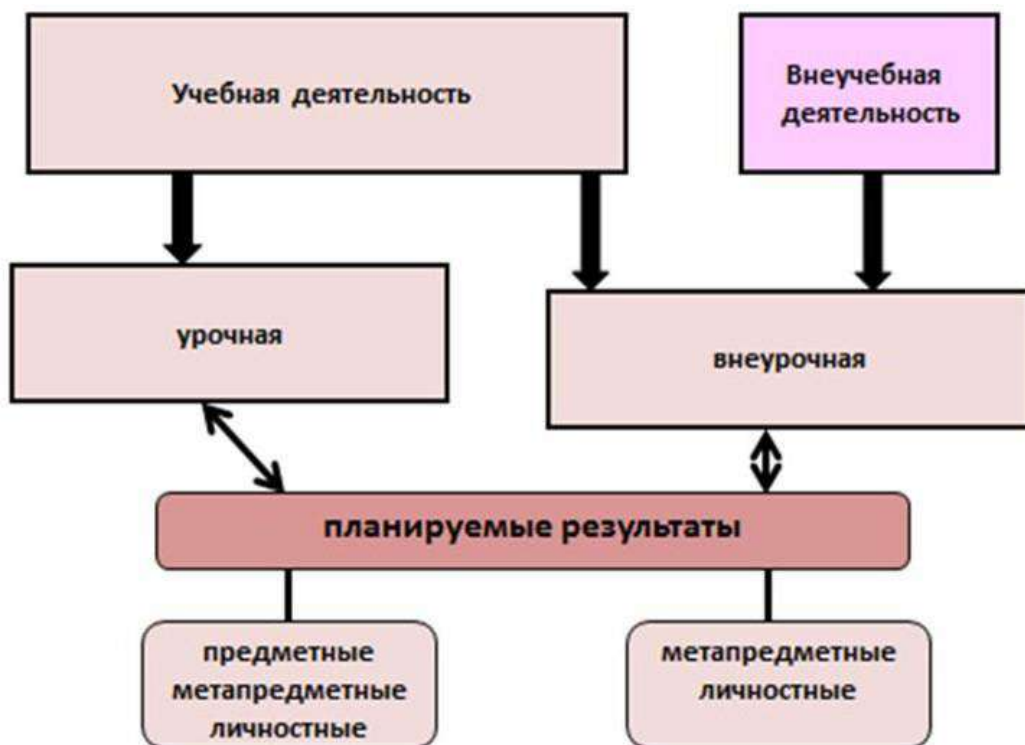 Учебная деятельность
Внеучебная
деятельность
урочная
внеурочная
планируемые результаты
предметные
метапредметные
личностные
метапредметные
личностные